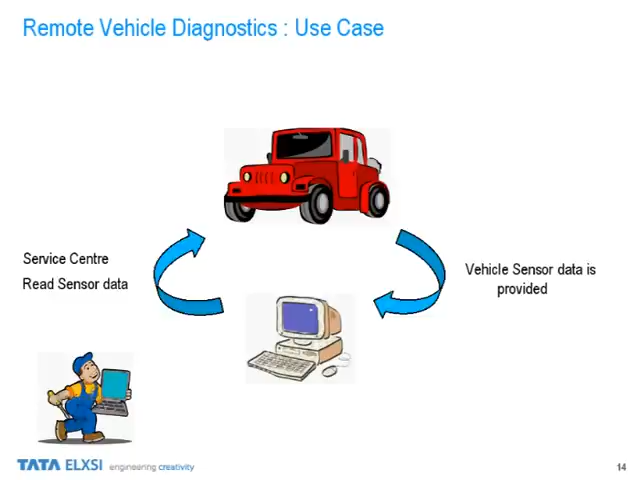 Remote Vehicle Diagnostics : Use Case
Service Centre
Read Sensor data
Vehicle Sensor data is
provided
TATA ELXSI engineering creativity
14